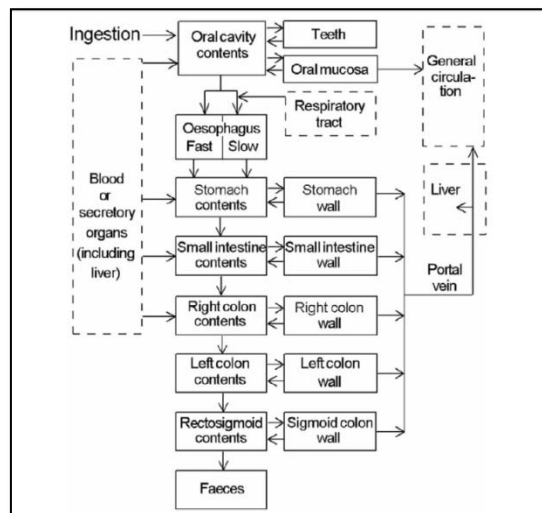 Ingestion
Oral cavity
contents
Teeth
Oral mucosa
General
circula-
tion
Respiratory
tract
Oesophagus
Fast Slow
Blood
or
secretory
organs
(including
liver)
Stomach
contents
Stomach
wall
Liver
Small intestine
contents
Small intestine
wall
Portal
vein
Right colon
contents
Right colon
wall
Left colon
contents
Left colon
wall
Rectosigmoid
contents
Sigmoid colon
wall
Faeces